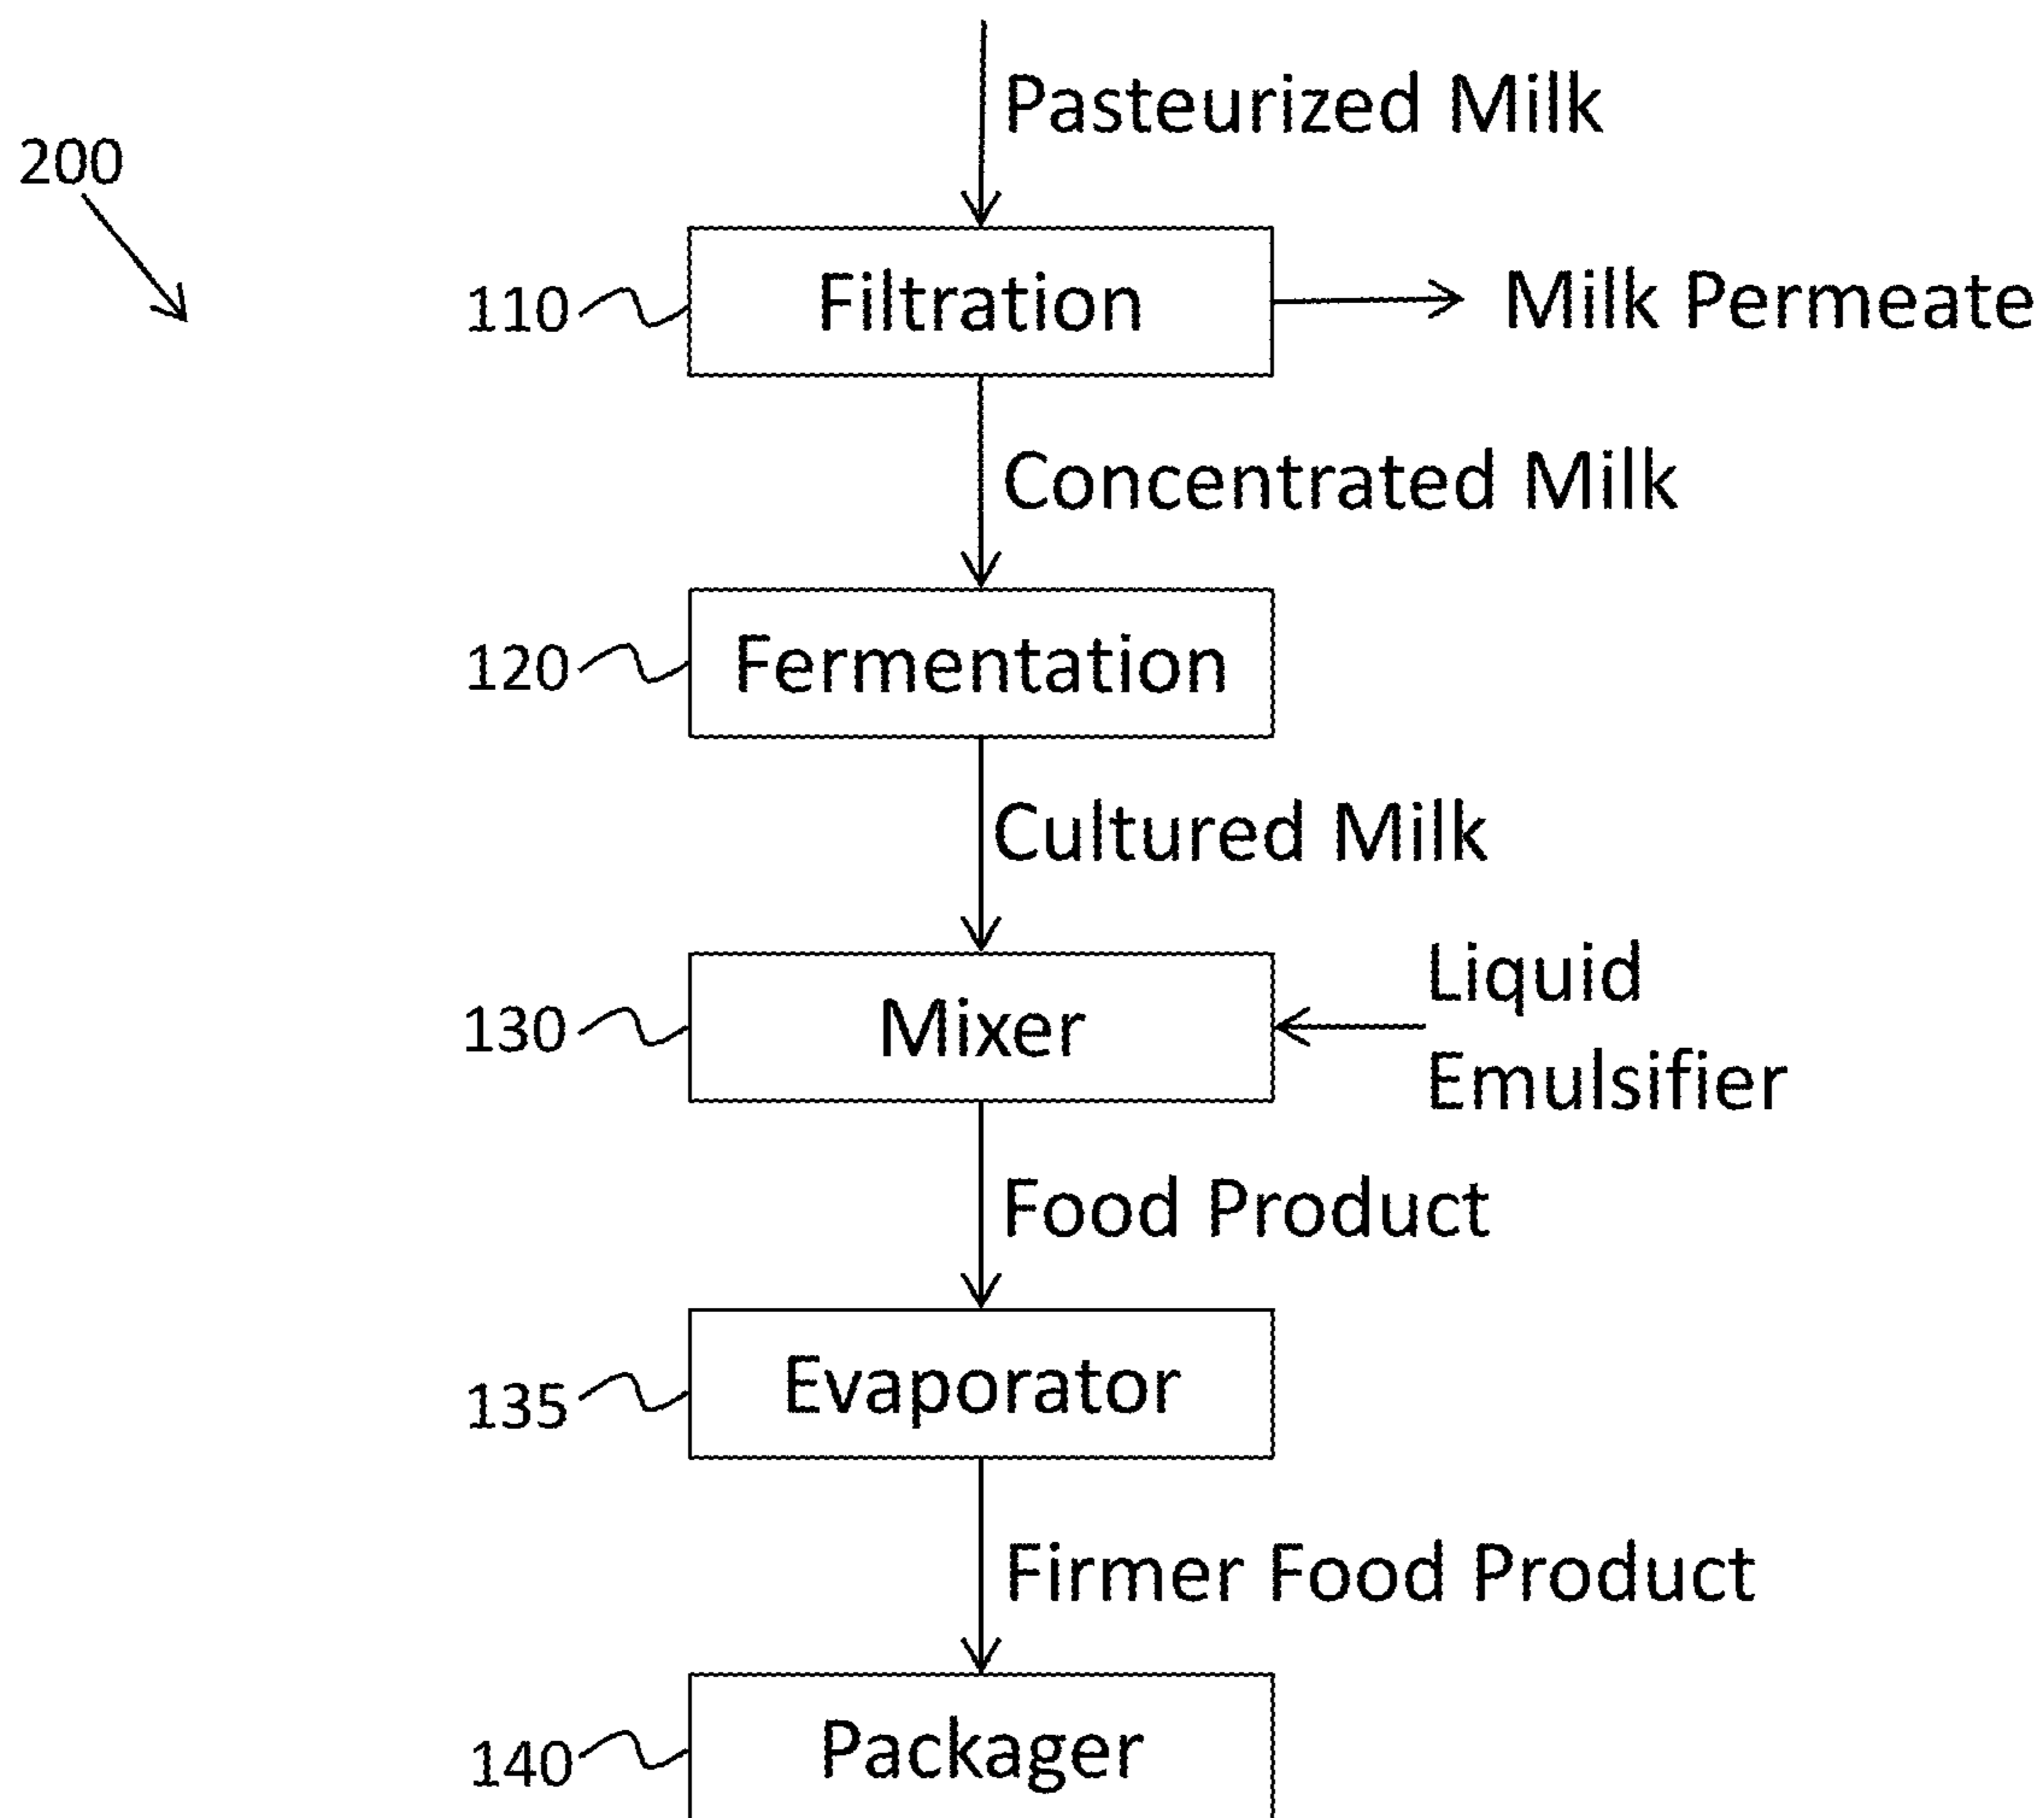 Pasteurized Milk
200
110
Filtration
Milk Permeate
Concentrated Milk
120
Fermentation
Cultured Milk
130
Mixer
Liquid
Emulsifier
Food Product
135
Evaporator
Firmer Food Product
140
Packager